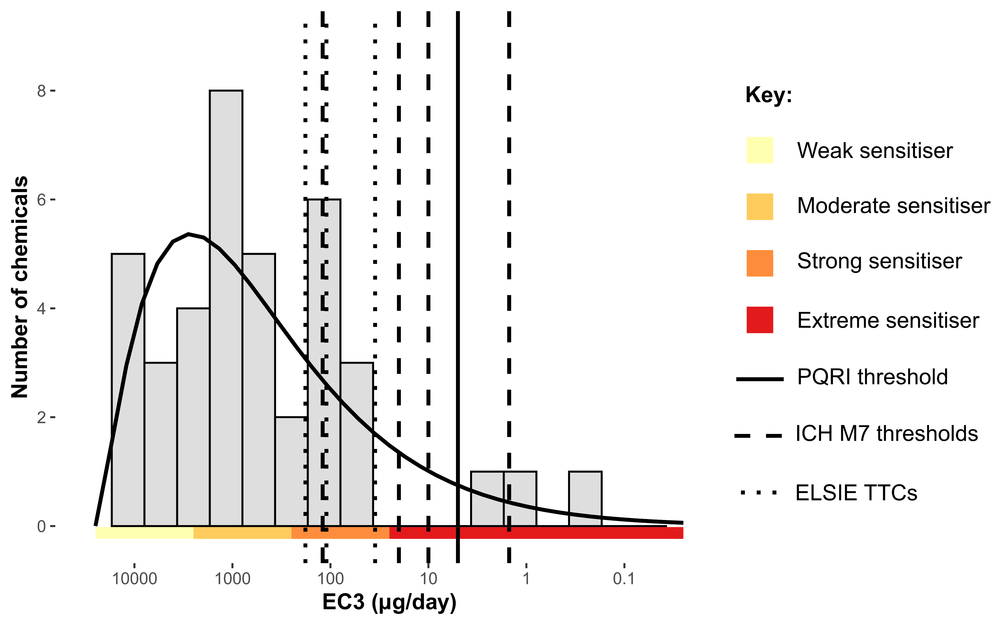 Number of chemicals
8
6
4
2
0
10000
1000
100
10
1
0.1
EC3 (µg/day)
Key:
Weak sensitiser
Moderate sensitiser
Strong sensitiser
Extreme sensitiser
PQRI threshold
ICH M7 thresholds
ELSIE TTCs